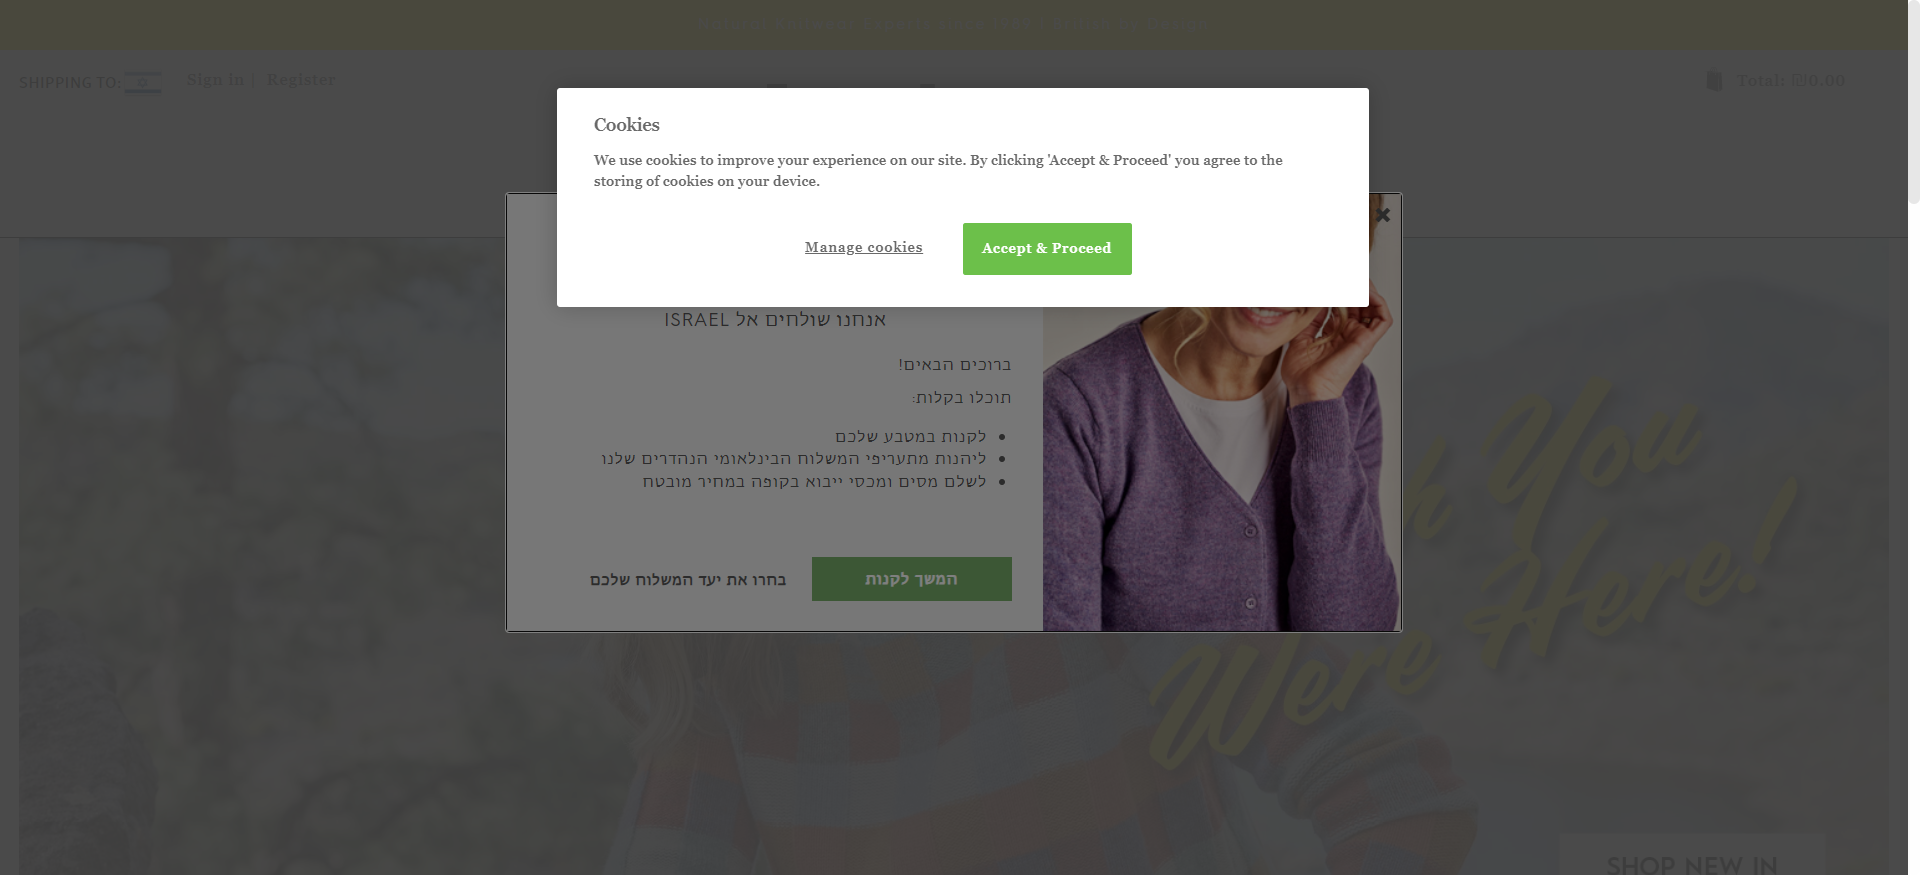 SHIPPING TO:
Sign in | Register
Total: ₪0.00
Cookies
We use cookies to improve your experience on our site. By clicking 'Accept & Proceed' you agree to the
storing of cookies on your device.
Manage cookies
Accept & Proceed
אנחנו שולחים אל ISRAEL
ברוכים הבאים!
תוכלו בקלות:
• לקנות במטבע שלכם
• ליהנות מתעריפי המשלוח הבינלאומי הנהדרים שלנו
• לשלם מסים ומכסי ייבוא בקופה במחיר מובטח
המשך לקנות
בחרו את יעד המשלוח שלכם
You
Were Here!
SHOP NEW IN